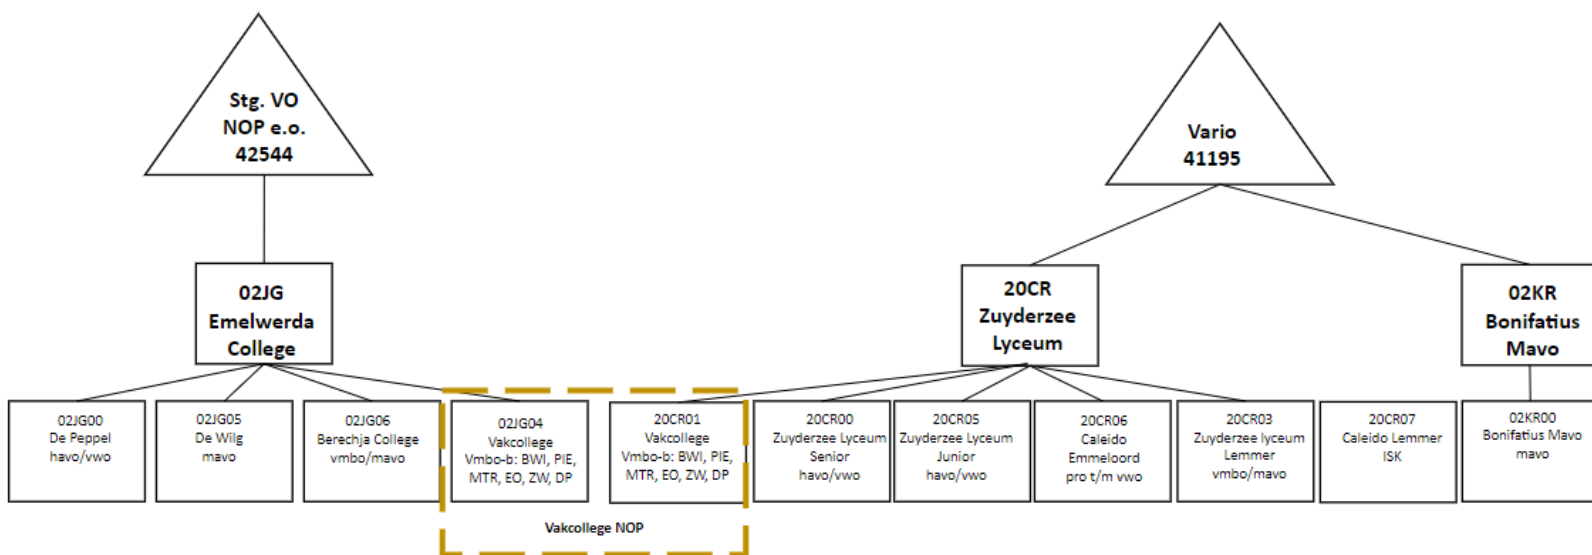 Stg. VO
NOP e.o.
42544
Vario
41195
02JG
Emelwerda
College
20CR
Zuyderzee
Lyceum
02KR
Bonifatius
Mavo
02JG00
De Peppel
havo/vwo
02JG05
De Wilg
mavo
02JG06
Berechja College
vmbo/mavo
02JG04
Vakcollege
Vmbo-b: BWI, PIE,
MTR, EO, ZW, DP
20CR01
Vakcollege
Vmbo-b: BWI, PIE,
MTR, EO, ZW, DP
20CR00
Zuyderzee Lyceum
Senior
havo/vwo
20CR05
Zuyderzee Lyceum
Junior
havo/vwo
20CR06
Caleido
Emmeloord
pro t/m vwo
20CR03
Zuyderzee lyceum
Lemmer
vmbo/mavo
20CR07
Caleido Lemmer
ISK
02KR00
Bonifatius Mavo
mavo
Vakcollege NOP